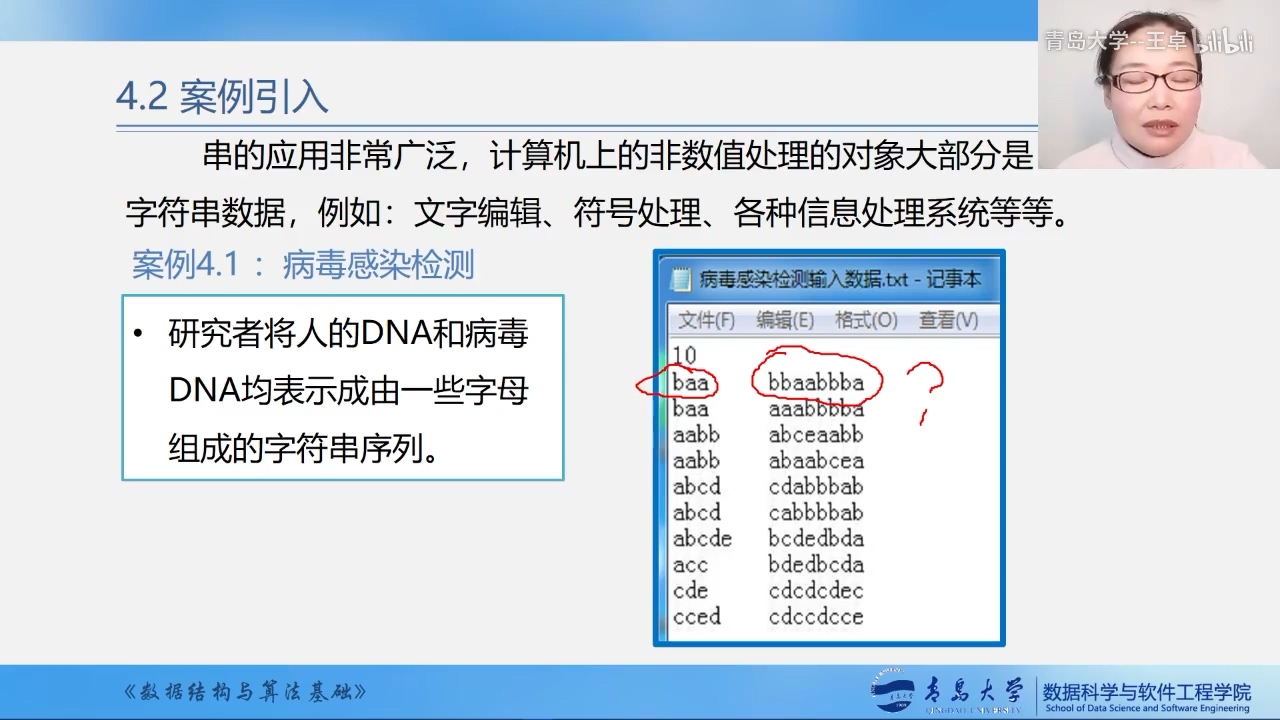 青岛大学--王卓 bilibili
4.2 案例引入
串的应用非常广泛，计算机上的非数值处理的对象大部分是
字符串数据，例如：文字编辑、符号处理、各种信息处理系统等等。
案例4.1 ：病毒感染检测
• 研究者将人的DNA和病毒
DNA均表示成由一些字母
组成的字符串序列。
病毒感染检测输入数据.txt - 记事本
文件(F) 编辑(E) 格式(O) 查看(V)
10
baa bbaabbba ?
baa aaabbbba
aabb abceaabb
aabb abaabcea
abcd cdabbbab
abcd cabbbbab
abcde bcdedbda
acc bdedbcda
cde cdcdcdec
cced cdccdcce
《数据结构与算法基础》
青岛大学
QINGDAO UNIVERSITY
数据科学与软件工程学院
School of Data Science and Software Engineering